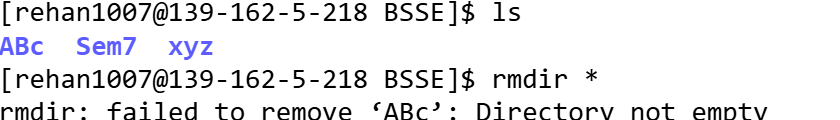 [rehan1007@139-162-5-218 BSSE]$ ls
ABc  Sem7  xyz
[rehan1007@139-162-5-218 BSSE]$ rmdir *
rmdir: failed to remove ‘ABc’: Directory not empty